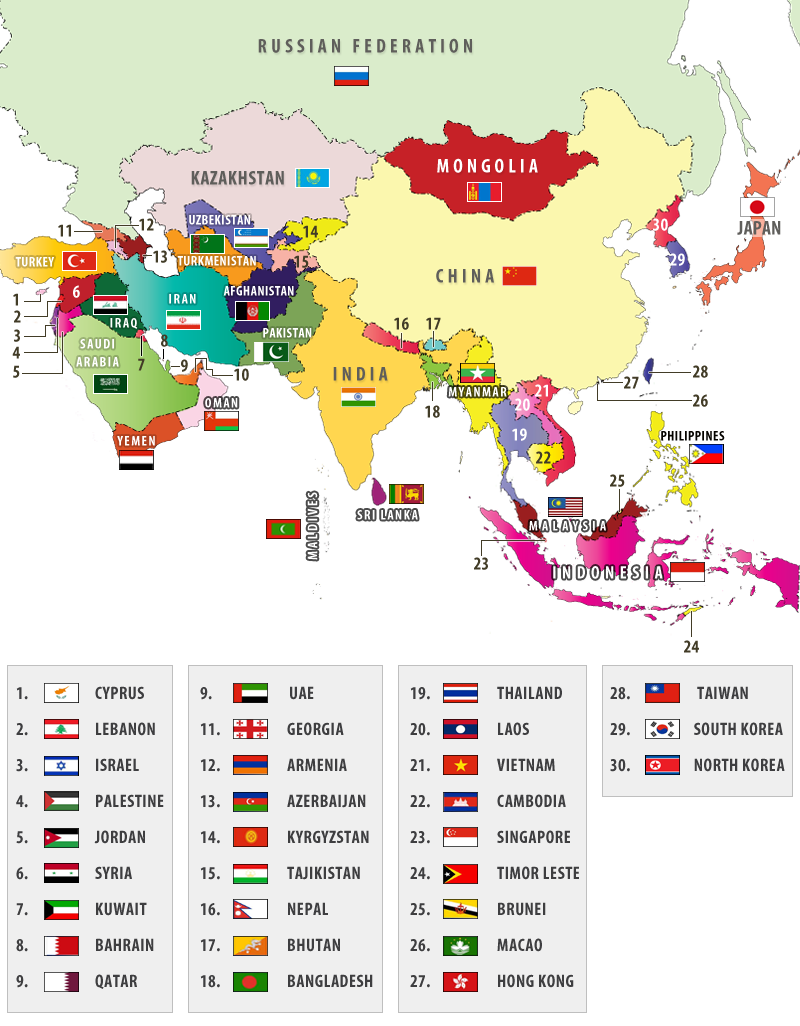 RUSSIAN FEDERATION
KAZAKHSTAN
MONGOLIA
11
12
UZBEKISTAN
14
30
JAPAN
TURKEY
13
TURKMENISTAN
15
29
CHINA
1
6
IRAN
AFGHANISTAN
2
IRAQ
3
SAUDI
ARABIA
8
PAKISTAN
16
17
4
5
7
9
10
INDIA
28
27
26
MYANMAR
21
20
OMAN
18
19
YEMEN
22
PHILIPPINES
25
SRI LANKA
MALDIVES
MALAYSIA
23
INDONESIA
24
1. CYPRUS
2. LEBANON
3. ISRAEL
4. PALESTINE
5. JORDAN
6. SYRIA
7. KUWAIT
8. BAHRAIN
9. QATAR
9. UAE
11. GEORGIA
12. ARMENIA
13. AZERBAIJAN
14. KYRGYZSTAN
15. TAJIKISTAN
16. NEPAL
17. BHUTAN
18. BANGLADESH
19. THAILAND
20. LAOS
21. VIETNAM
22. CAMBODIA
23. SINGAPORE
24. TIMOR LESTE
25. BRUNEI
26. MACAO
27. HONG KONG
28. TAIWAN
29. SOUTH KOREA
30. NORTH KOREA